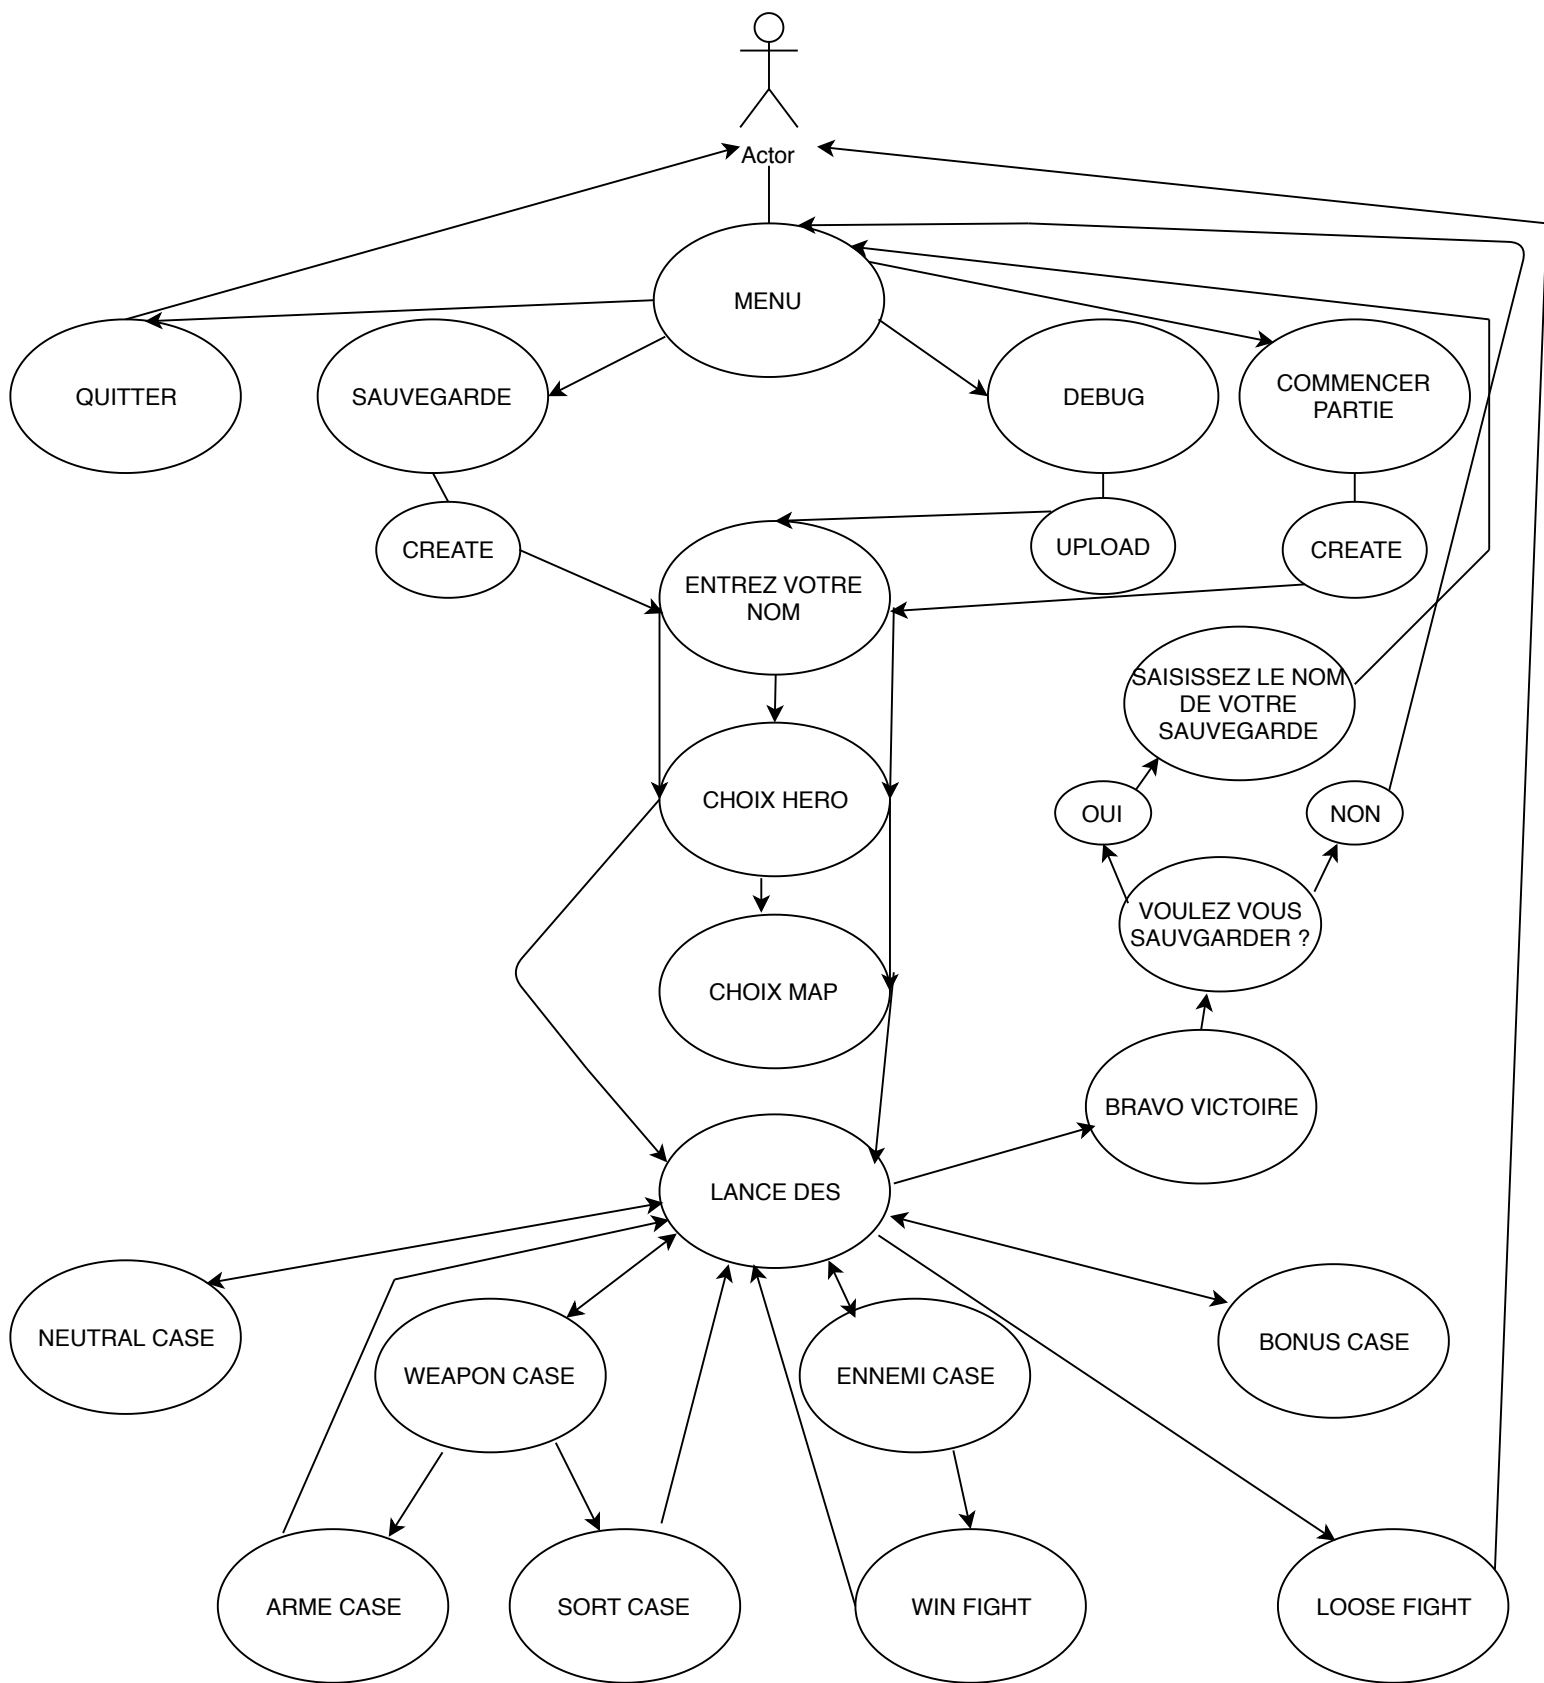 Actor
MENU
QUITTER
SAUVEGARDE
DEBUG
COMMENCER
PARTIE
CREATE
UPLOAD
CREATE
ENTREZ VOTRE
NOM
SAISISSEZ LE NOM
DE VOTRE
SAUVEGARDE
CHOIX HERO
OUI
NON
VOULEZ VOUS
SAUVGARDER ?
CHOIX MAP
BRAVO VICTOIRE
LANCE DES
NEUTRAL CASE
WEAPON CASE
ENNEMI CASE
BONUS CASE
ARME CASE
SORT CASE
WIN FIGHT
LOOSE FIGHT